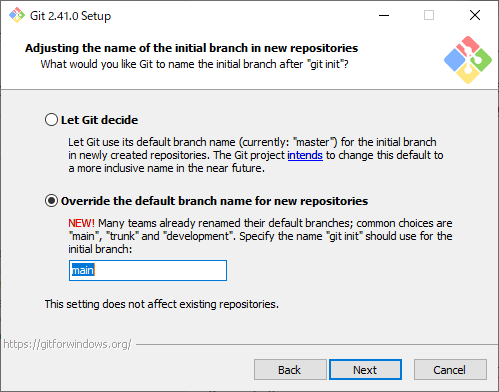 Git 2.41.0 Setup
Adjusting the name of the initial branch in new repositories
What would you like Git to name the initial branch after "git init"?
Let Git decide
Let Git use its default branch name (currently: "master") for the initial branch
in newly created repositories. The Git project intends to change this default to
a more inclusive name in the near future.
Override the default branch name for new repositories
NEW! Many teams already renamed their default branches; common choices are
"main", "trunk" and "development". Specify the name "git init" should use for the
initial branch:
main
This setting does not affect existing repositories.
https://gitforwindows.org/
Back
Next
Cancel